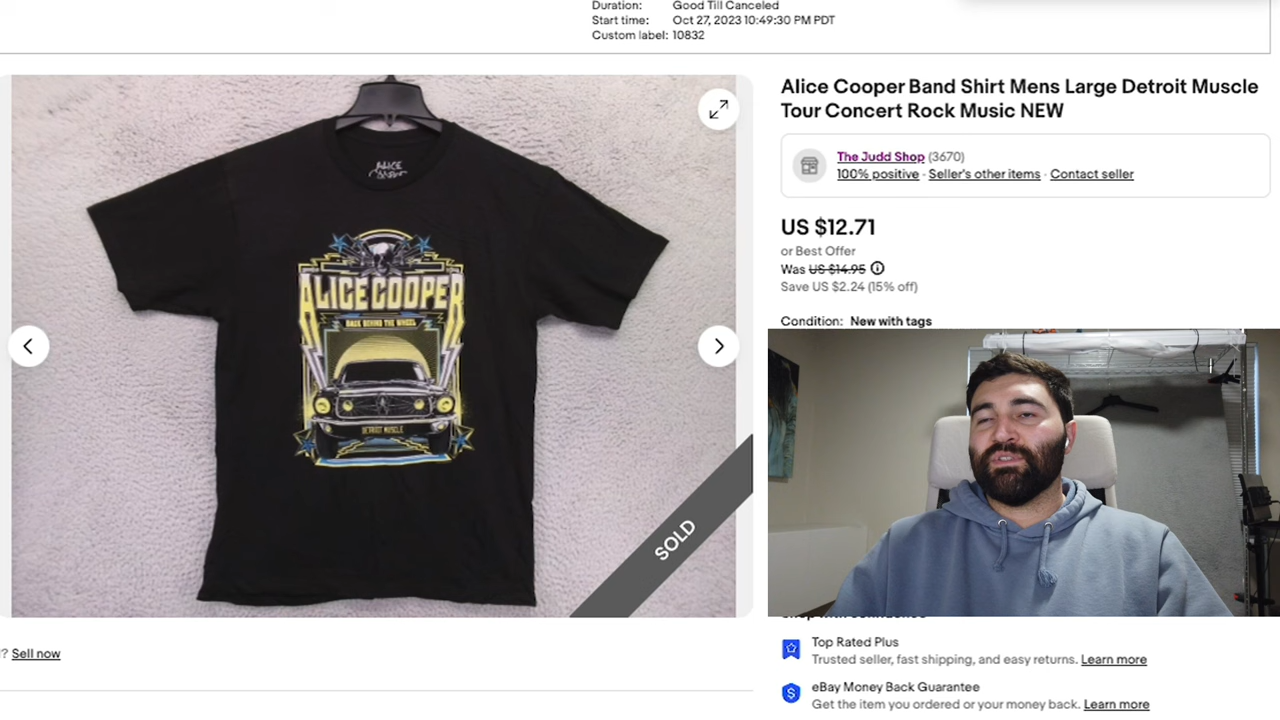 Duration: Good Till Canceled
Start time: Oct 27, 2023 10:49:30 PM PDT
Custom label: 10832
Alice Cooper Band Shirt Mens Large Detroit Muscle
Tour Concert Rock Music NEW
The Judd Shop (3670)
100% positive · Seller's other items · Contact seller
US $12.71
or Best Offer
Was US $14.95
Save US $2.24 (15% off)
Condition: New with tags
ALICE
COOPER
ALICE COOPER
BACK BEHIND THE WHEEL
DETROIT MUSCLE
SOLD
? Sell now
Top Rated Plus
Trusted seller, fast shipping, and easy returns. Learn more
eBay Money Back Guarantee
Get the item you ordered or your money back. Learn more